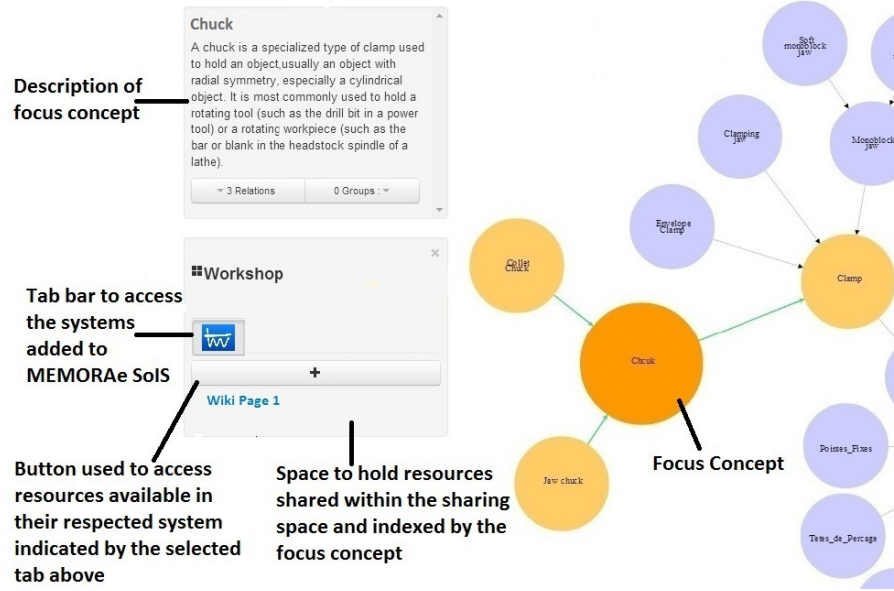 Chuck
A chuck is a specialized type of clamp used
to hold an object,usually an object with
radial symmetry, especially a cylindrical
object. It is most commonly used to hold a
rotating tool (such as the drill bit in a power
tool) or a rotating workpiece (such as the
bar or blank in the headstock spindle of a
lathe).
3 Relations
0 Groups :
Description of
focus concept
Workshop
Tab bar to access
the systems
added to
MEMORAe SoIS
+
Wiki Page 1
Button used to access
resources available in
their respected system
indicated by the selected
tab above
Space to hold resources
shared within the sharing
space and indexed by the
focus concept
Soft
monoblock
jaw
Clamping
jaw
Monoblock
jaw
Envelope
Clamp
Collet
Chuck
Clamp
Chcuk
Jaw chuck
Focus Concept
Pointes_Fixes
Tetes_de_Percage